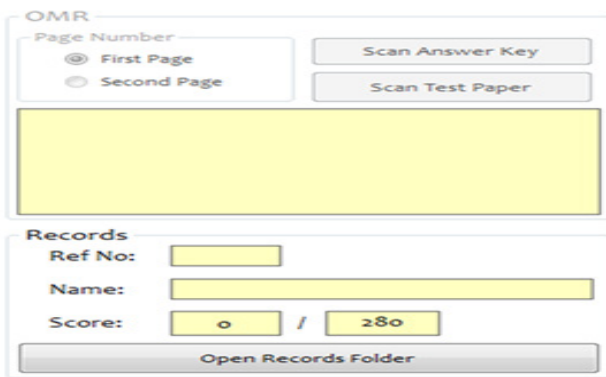 OMR
Page Number
First Page
Second Page
Scan Answer Key
Scan Test Paper
Records
Ref No:
Name:
Score: 0 / 280
Open Records Folder